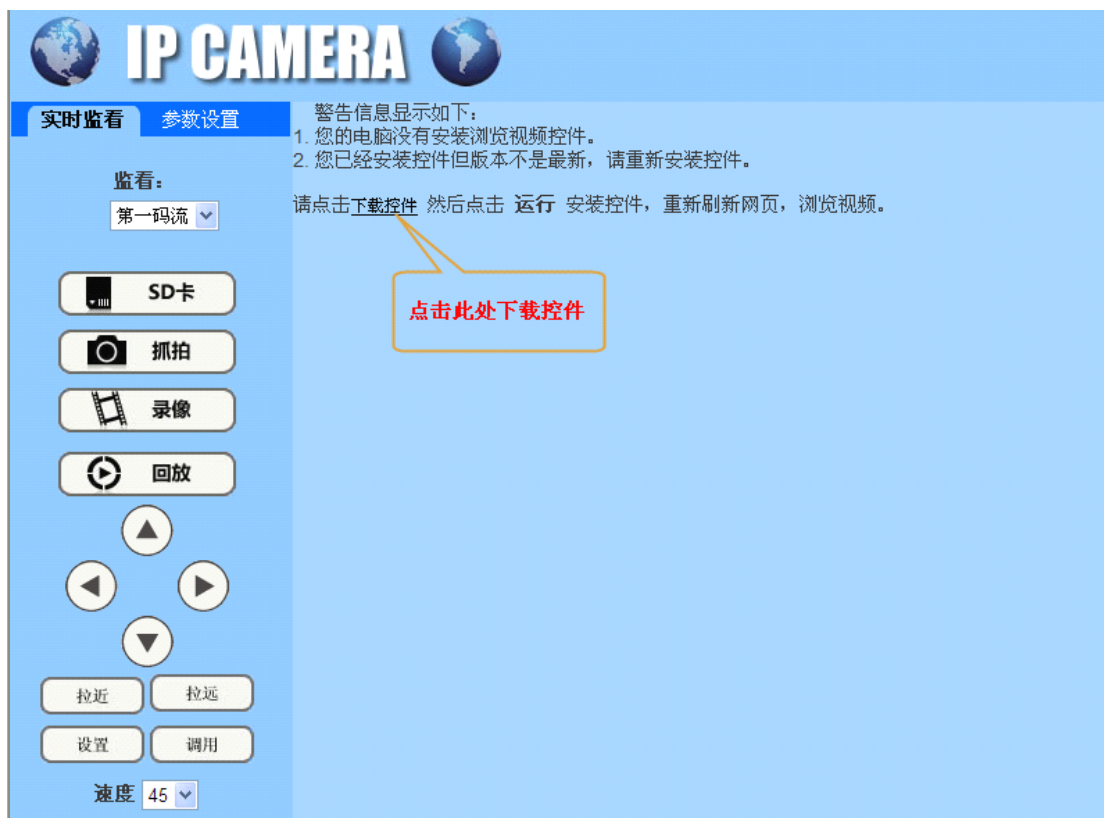 IP CAMERA
实时监看 参数设置
监看：
第一码流
SD卡
抓拍
录像
回放
拉近 拉远
设置 调用
速度 45
警告信息显示如下：
1. 您的电脑没有安装浏览视频控件。
2. 您已经安装控件但版本不是最新，请重新安装控件。
请点击下载控件 然后点击 运行 安装控件，重新刷新网页，浏览视频。
点击此处下载控件